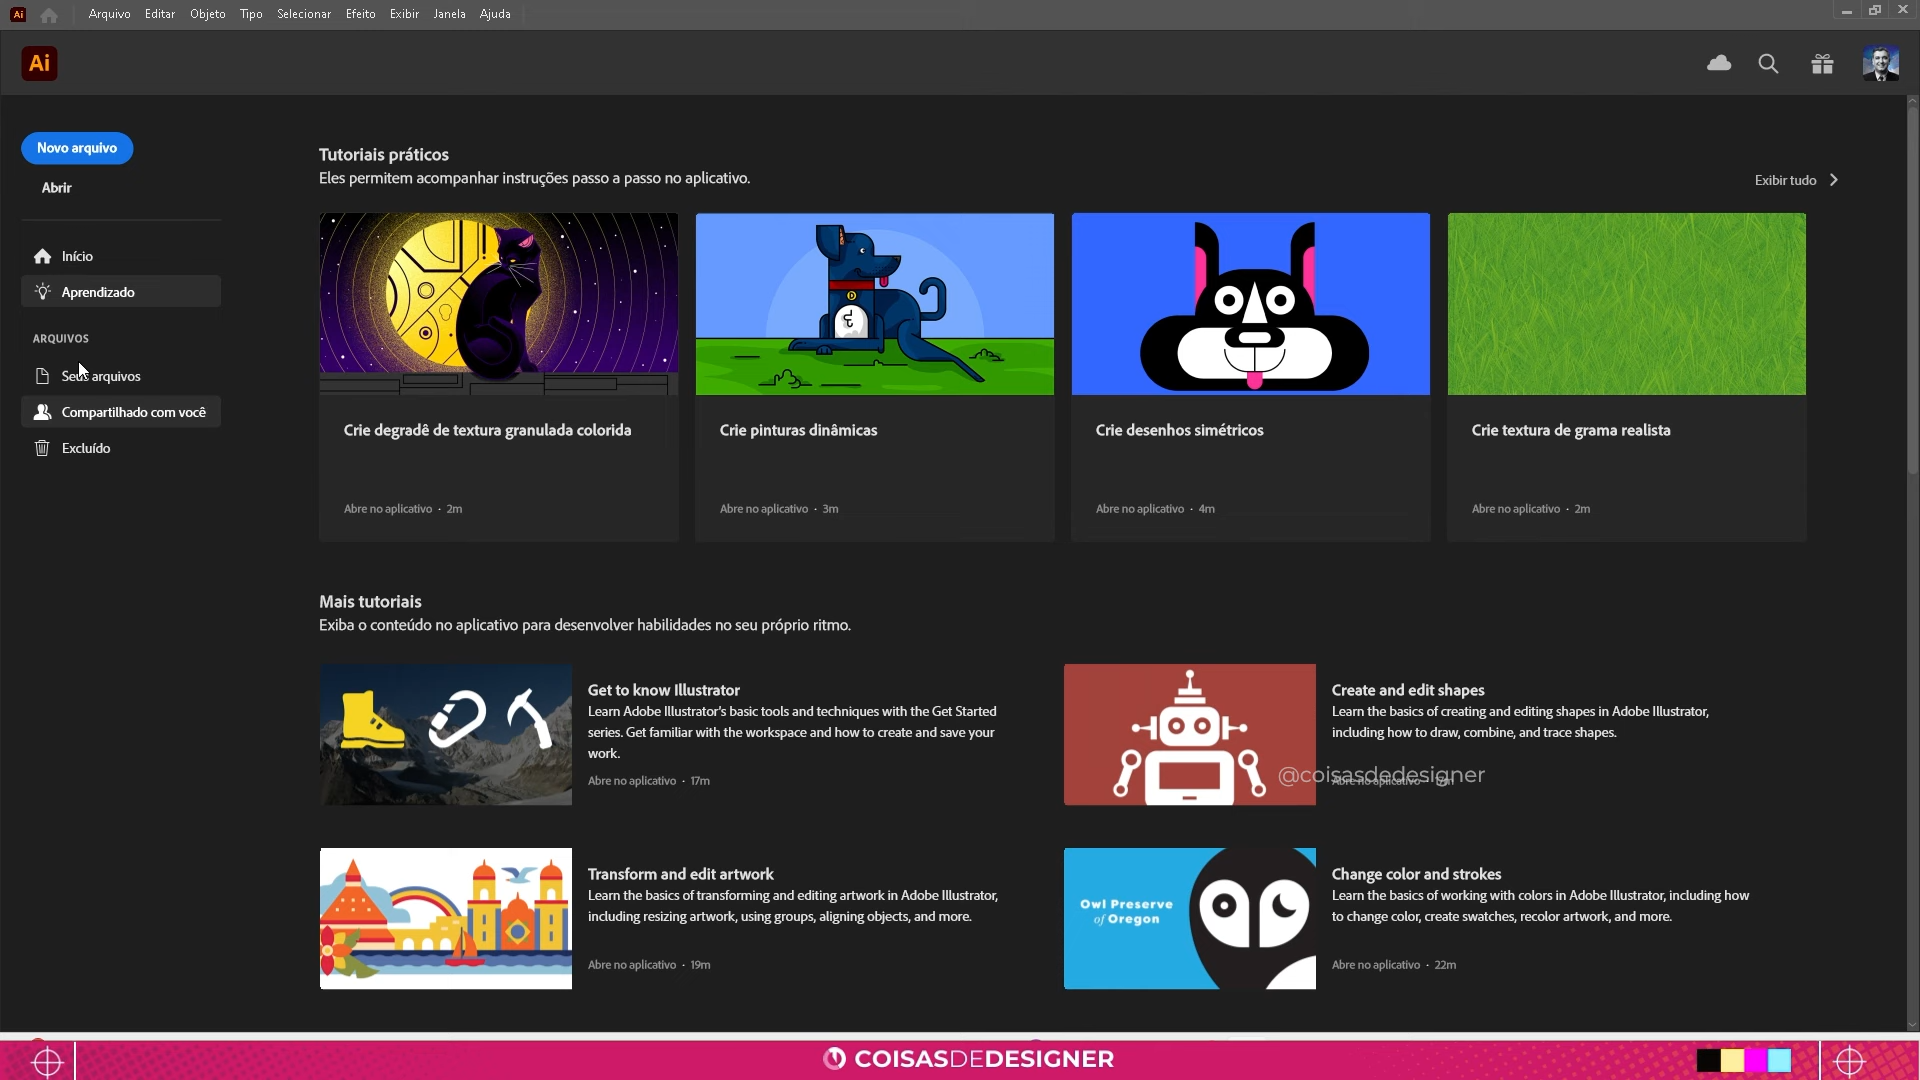 Ai
Arquivo Editar Objeto Tipo Selecionar Efeito Exibir Janela Ajuda
Ai
Novo arquivo
Abrir
Início
Aprendizado
ARQUIVOS
Seus arquivos
Compartilhado com você
Excluído
Tutoriais práticos
Eles permitem acompanhar instruções passo a passo no aplicativo.
Exibir tudo
Crie degradê de textura granulada colorida
Abre no aplicativo · 2m
Crie pinturas dinâmicas
Abre no aplicativo · 3m
Crie desenhos simétricos
Abre no aplicativo · 4m
Crie textura de grama realista
Abre no aplicativo · 2m
Mais tutoriais
Exiba o conteúdo no aplicativo para desenvolver habilidades no seu próprio ritmo.
Get to know Illustrator
Learn Adobe Illustrator's basic tools and techniques with the Get Started
series. Get familiar with the workspace and how to create and save your
work.
Abre no aplicativo · 17m
Create and edit shapes
Learn the basics of creating and editing shapes in Adobe Illustrator,
including how to draw, combine, and trace shapes.
Abre no aplicativo
@coisasdedesigner
Transform and edit artwork
Learn the basics of transforming and editing artwork in Adobe Illustrator,
including resizing artwork, using groups, aligning objects, and more.
Abre no aplicativo · 19m
Owl Preserve
of Oregon
Change color and strokes
Learn the basics of working with colors in Adobe Illustrator, including how
to change color, create swatches, recolor artwork, and more.
Abre no aplicativo · 22m
COISASDEDESIGNER